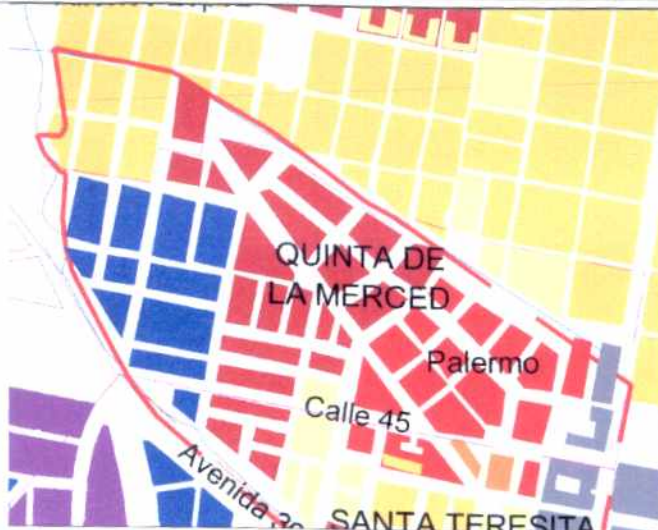 QUINTA DE
LA MERCED
Palermo
Calle 45
Avenida
SANTA TERESITA